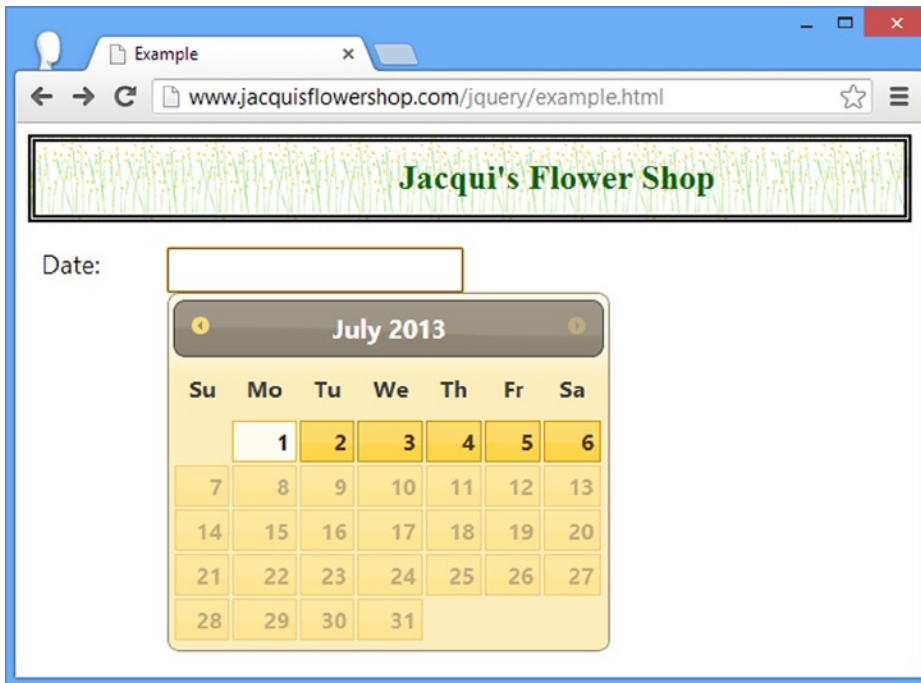 Example
www.jacquisflowershop.com/jquery/example.html
Jacqui's Flower Shop
Date:
July 2013
Su Mo Tu We Th Fr Sa
1 2 3 4 5 6
7 8 9 10 11 12 13
14 15 16 17 18 19 20
21 22 23 24 25 26 27
28 29 30 31